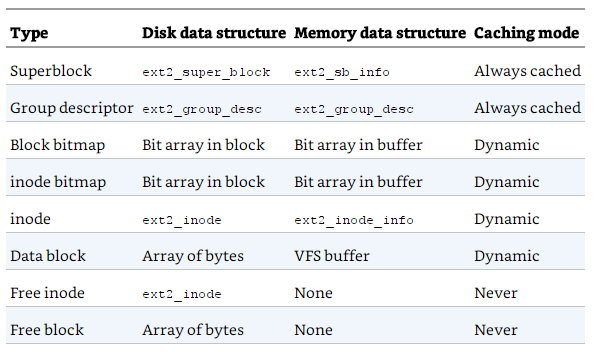 Type Disk data structure Memory data structure Caching mode
Superblock ext2_super_block ext2_sb_info Always cached
Group descriptor ext2_group_desc ext2_group_desc Always cached
Block bitmap Bit array in block Bit array in buffer Dynamic
inode bitmap Bit array in block Bit array in buffer Dynamic
inode ext2_inode ext2_inode_info Dynamic
Data block Array of bytes VFS buffer Dynamic
Free inode ext2_inode None Never
Free block Array of bytes None Never